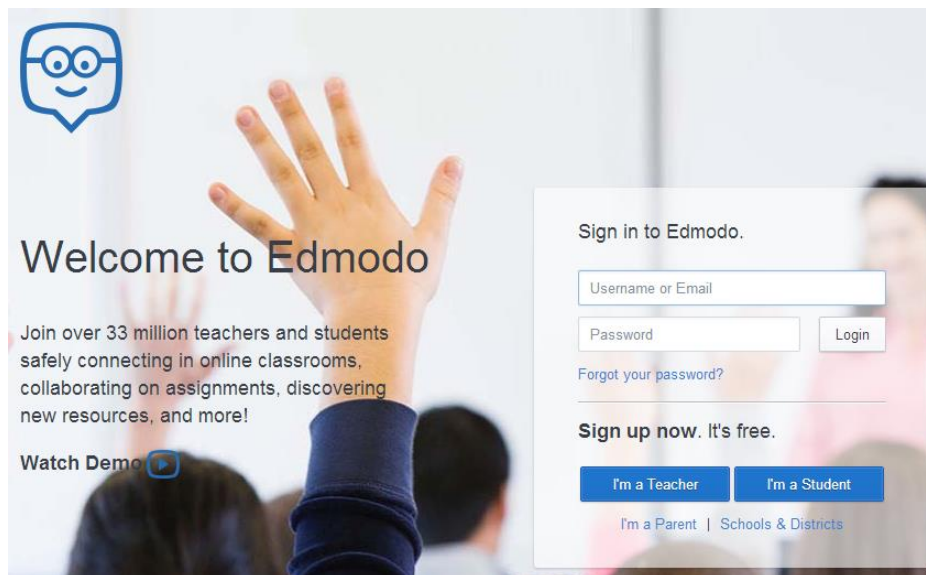 Welcome to Edmodo
Join over 33 million teachers and students
safely connecting in online classrooms,
collaborating on assignments, discovering
new resources, and more!
Watch Demo
Sign in to Edmodo.
Username or Email
Password
Login
Forgot your password?
Sign up now. It's free.
I'm a Teacher
I'm a Student
I'm a Parent | Schools & Districts